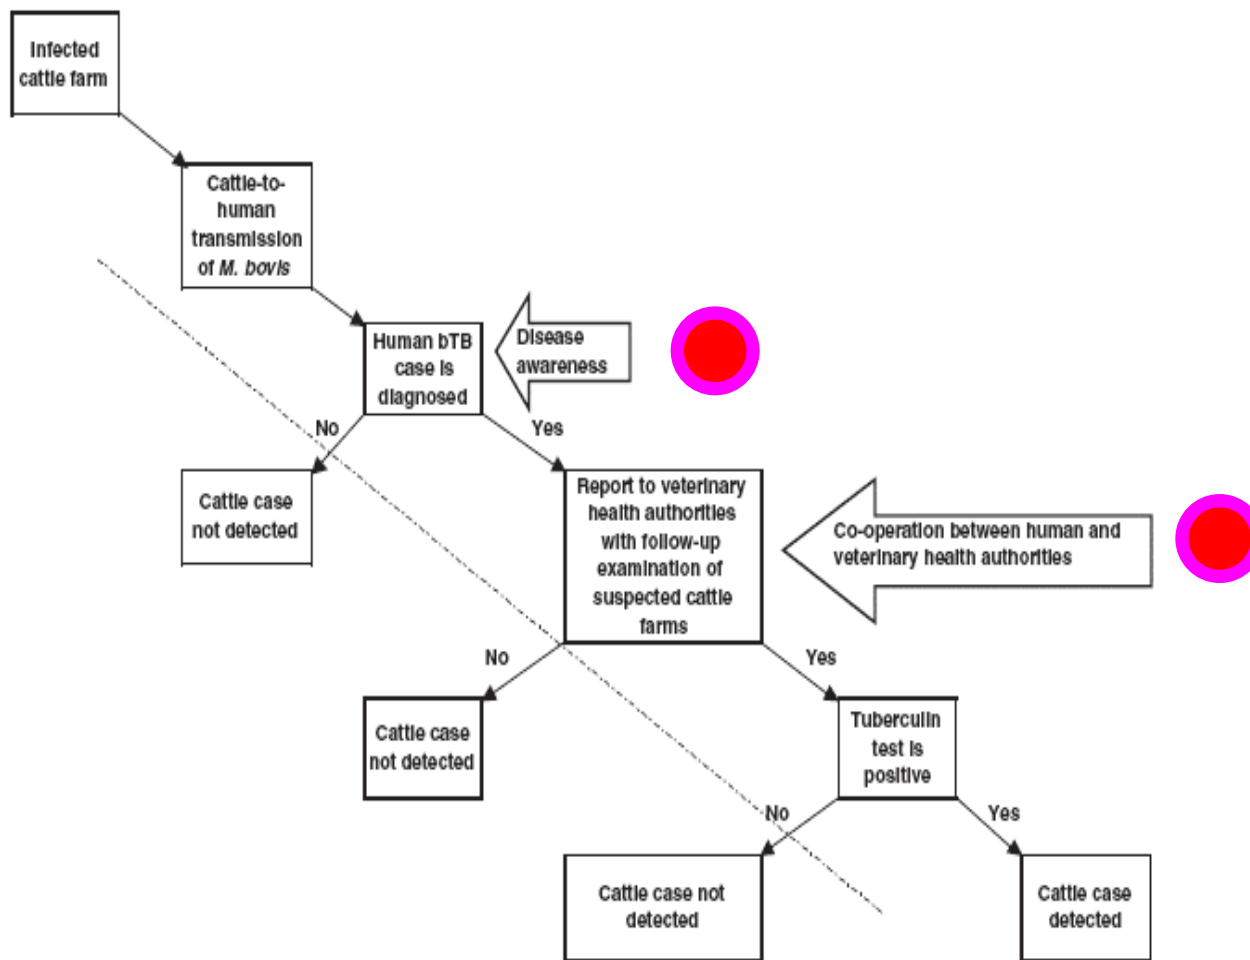 Infected
cattle farm
Cattle-to-
human
transmission
of M. bovis
Human bTB
case is
diagnosed
Disease
awareness
No
Yes
Cattle case
not detected
Report to veterinary
health authorities
with follow-up
examination of
suspected cattle
farms
Co-operation between human and
veterinary health authorities
No
Yes
Cattle case
not detected
Tuberculin
test is
positive
No
Yes
Cattle case not
detected
Cattle case
detected